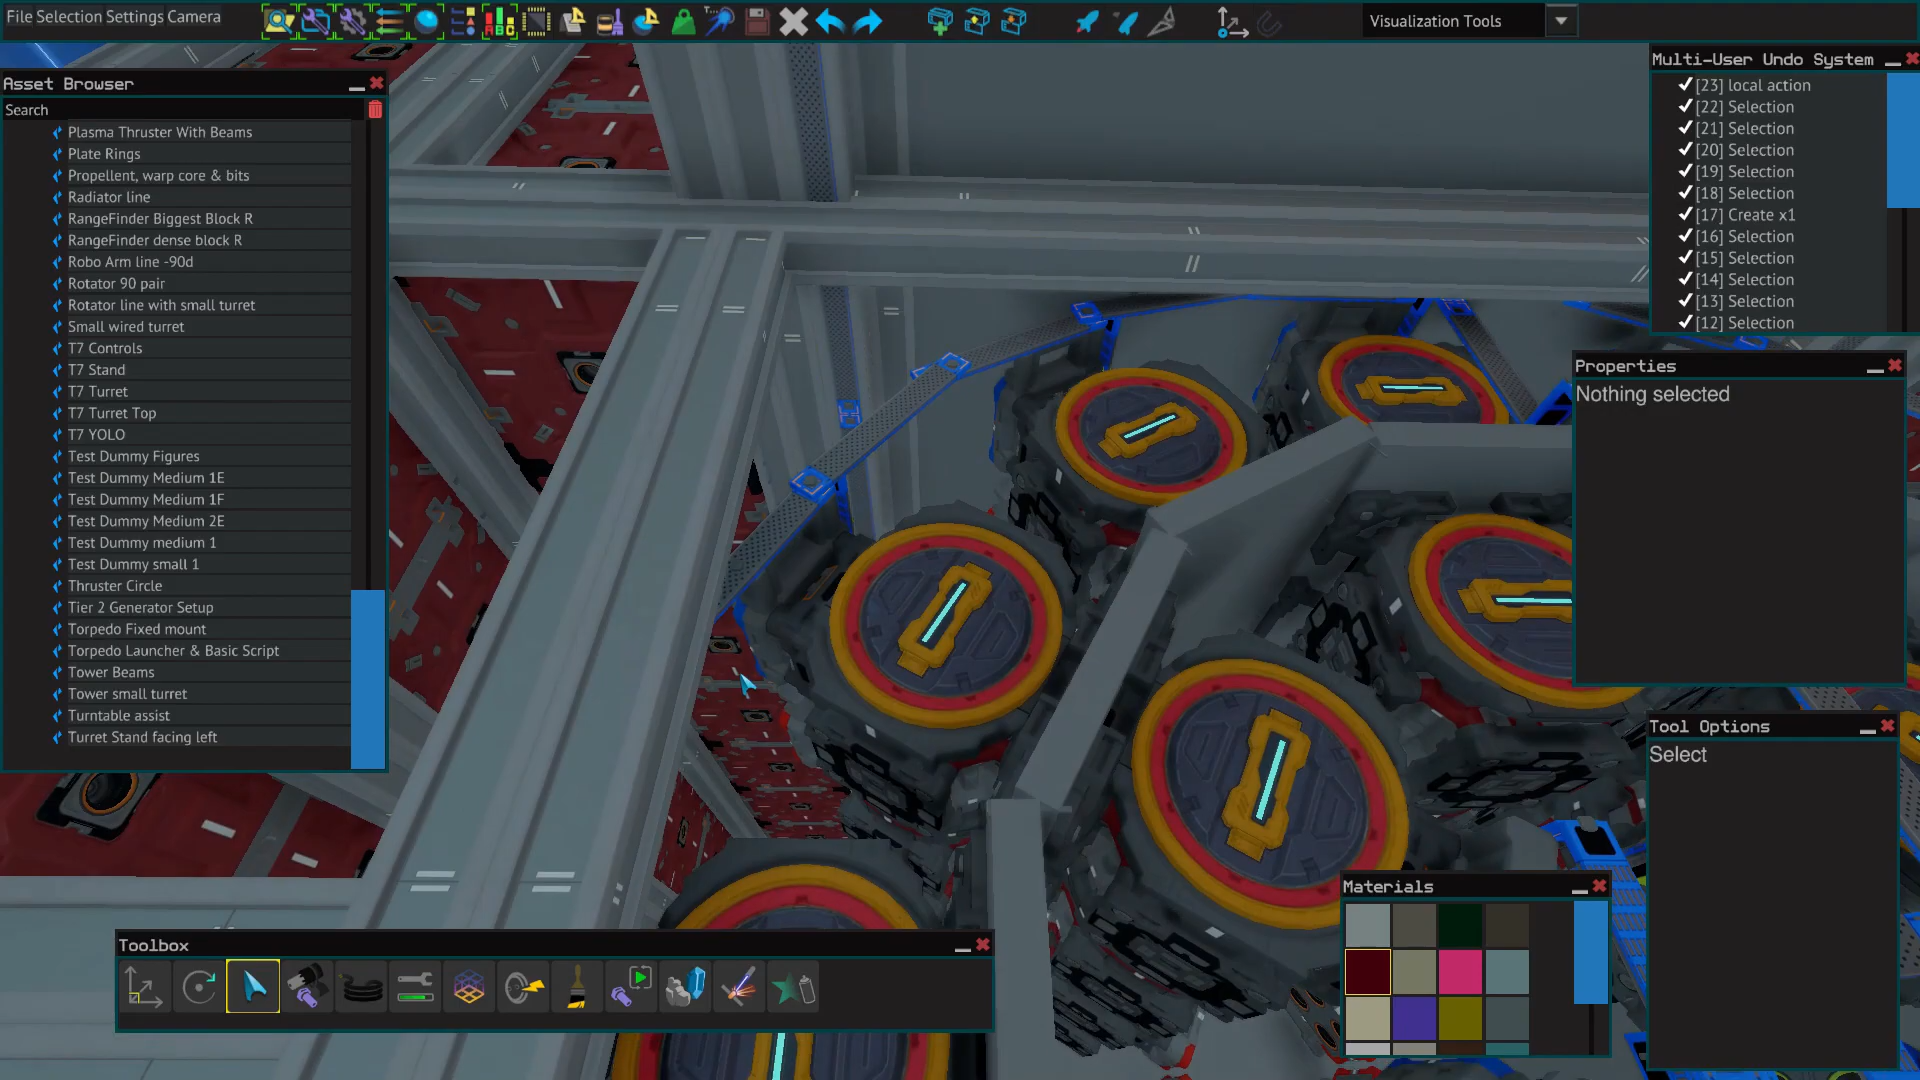 File Selection Settings Camera
Visualization Tools
Asset Browser
Search
Plasma Thruster With Beams
Plate Rings
Propellent, warp core & bits
Radiator line
RangeFinder Biggest Block R
RangeFinder dense block R
Robo Arm line -90d
Rotator 90 pair
Rotator line with small turret
Small wired turret
T7 Controls
T7 Stand
T7 Turret
T7 Turret Top
T7 YOLO
Test Dummy Figures
Test Dummy Medium 1E
Test Dummy Medium 1F
Test Dummy Medium 2E
Test Dummy medium 1
Test Dummy small 1
Thruster Circle
Tier 2 Generator Setup
Torpedo Fixed mount
Torpedo Launcher & Basic Script
Tower Beams
Tower small turret
Turntable assist
Turret Stand facing left
Multi-User Undo System
[23] local action
[22] Selection
[21] Selection
[20] Selection
[19] Selection
[18] Selection
[17] Create x1
[16] Selection
[15] Selection
[14] Selection
[13] Selection
[12] Selection
Properties
Nothing selected
Tool Options
Select
Materials
Toolbox
ABC